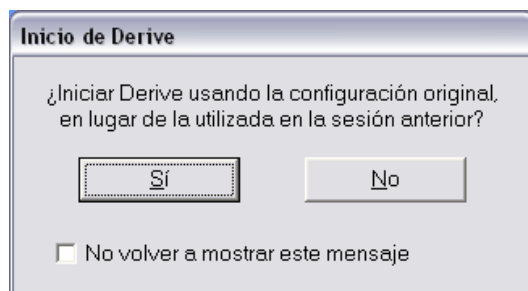 Inicio de Derive
¿Iniciar Derive usando la configuración original,
en lugar de la utilizada en la sesión anterior?
Sí
No
No volver a mostrar este mensaje